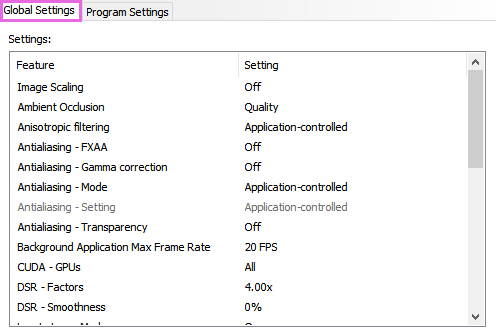 Global Settings Program Settings
Settings:
Feature Setting
Image Scaling Off
Ambient Occlusion Quality
Anisotropic filtering Application-controlled
Antialiasing - FXAA Off
Antialiasing - Gamma correction Off
Antialiasing - Mode Application-controlled
Antialiasing - Setting Application-controlled
Antialiasing - Transparency Off
Background Application Max Frame Rate 20 FPS
CUDA - GPUs All
DSR - Factors 4.00x
DSR - Smoothness 0%